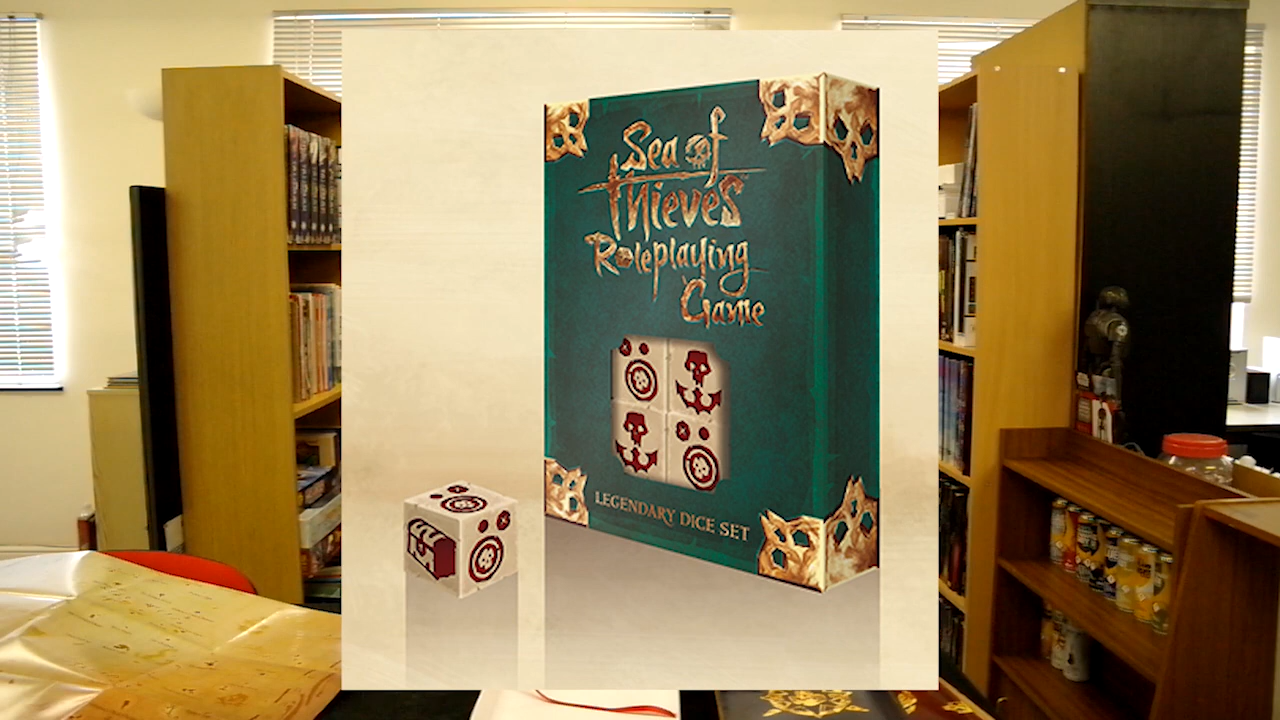 Sea of
Thieves
Roleplaying
Game
LEGENDARY DICE SET